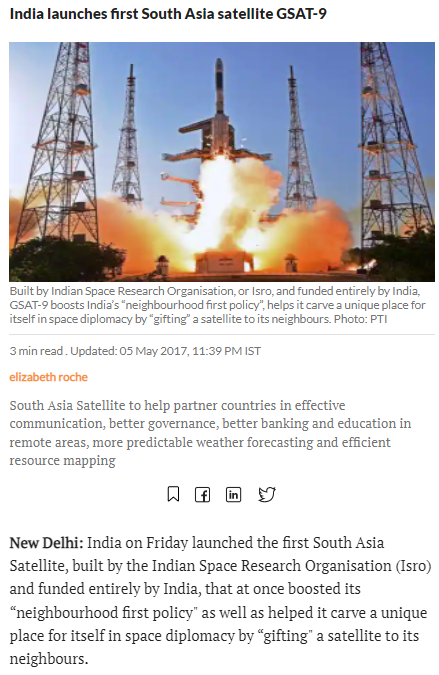 India launches first South Asia satellite GSAT-9
Built by Indian Space Research Organisation, or Isro, and funded entirely by India,
GSAT-9 boosts India's “neighbourhood first policy”, helps it carve a unique place for
itself in space diplomacy by “gifting” a satellite to its neighbours. Photo: PTI
3 min read . Updated: 05 May 2017, 11:39 PM IST
elizabeth roche
South Asia Satellite to help partner countries in effective
communication, better governance, better banking and education in
remote areas, more predictable weather forecasting and efficient
resource mapping
New Delhi: India on Friday launched the first South Asia
Satellite, built by the Indian Space Research Organisation (Isro)
and funded entirely by India, that at once boosted its
“neighbourhood first policy" as well as helped it carve a unique
place for itself in space diplomacy by “gifting" a satellite to its
neighbours.